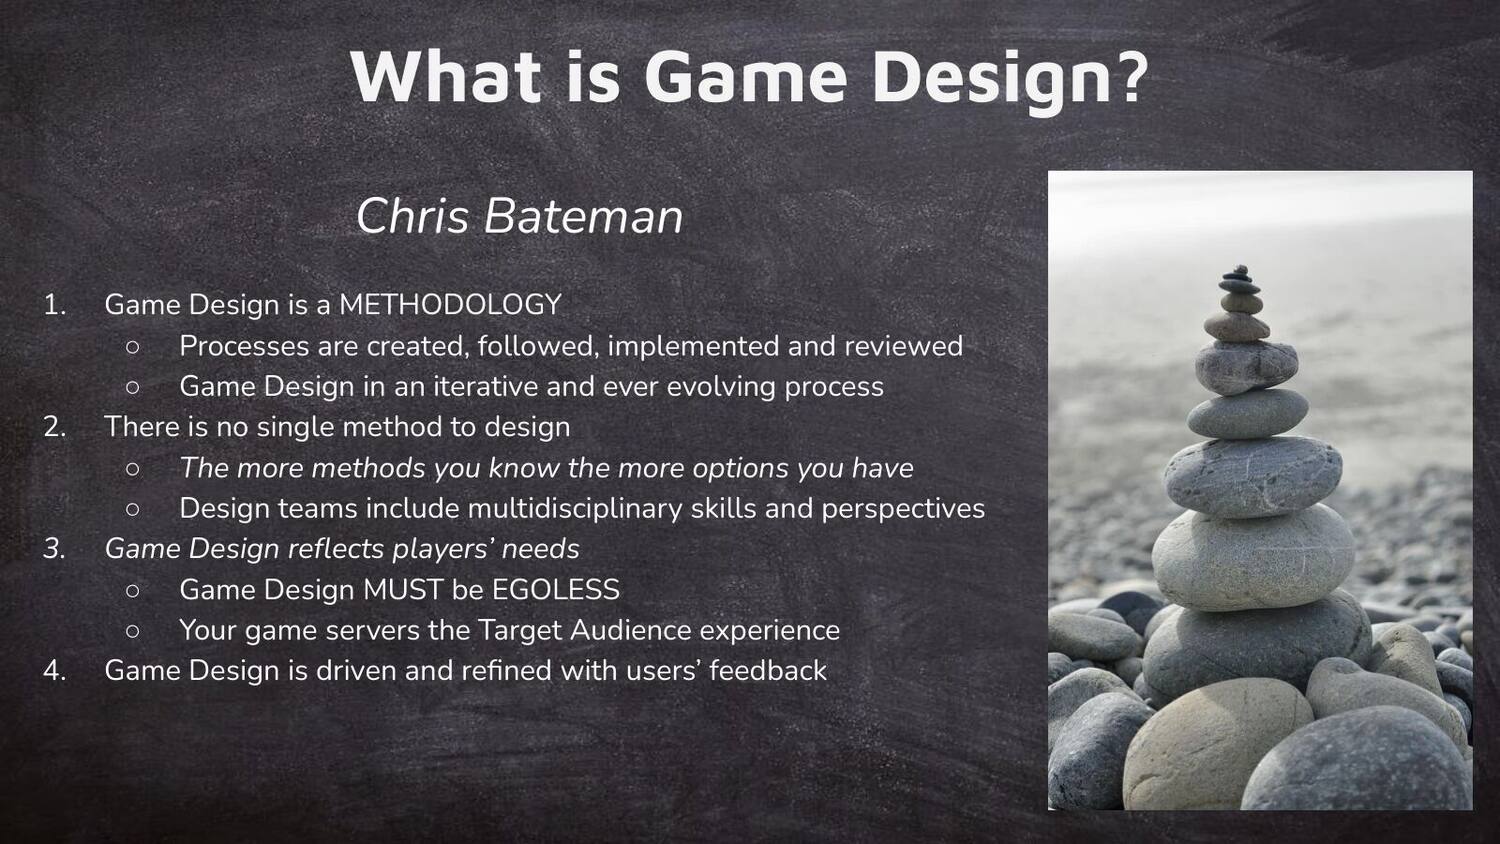 What is Game Design?
Chris Bateman
1. Game Design is a METHODOLOGY
○ Processes are created, followed, implemented and reviewed
○ Game Design in an iterative and ever evolving process
2. There is no single method to design
○ The more methods you know the more options you have
○ Design teams include multidisciplinary skills and perspectives
3. Game Design reflects players’ needs
○ Game Design MUST be EGOLESS
○ Your game servers the Target Audience experience
4. Game Design is driven and refined with users’ feedback